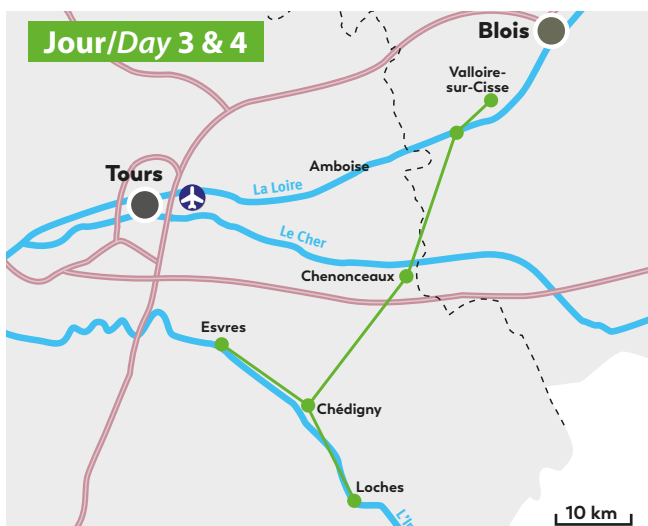 Jour/Day 3 & 4
Blois
Valloire-
sur-Cisse
Amboise
Tours
La Loire
Le Cher
Chenonceaux
Esvres
Chédigny
Loches
10 km